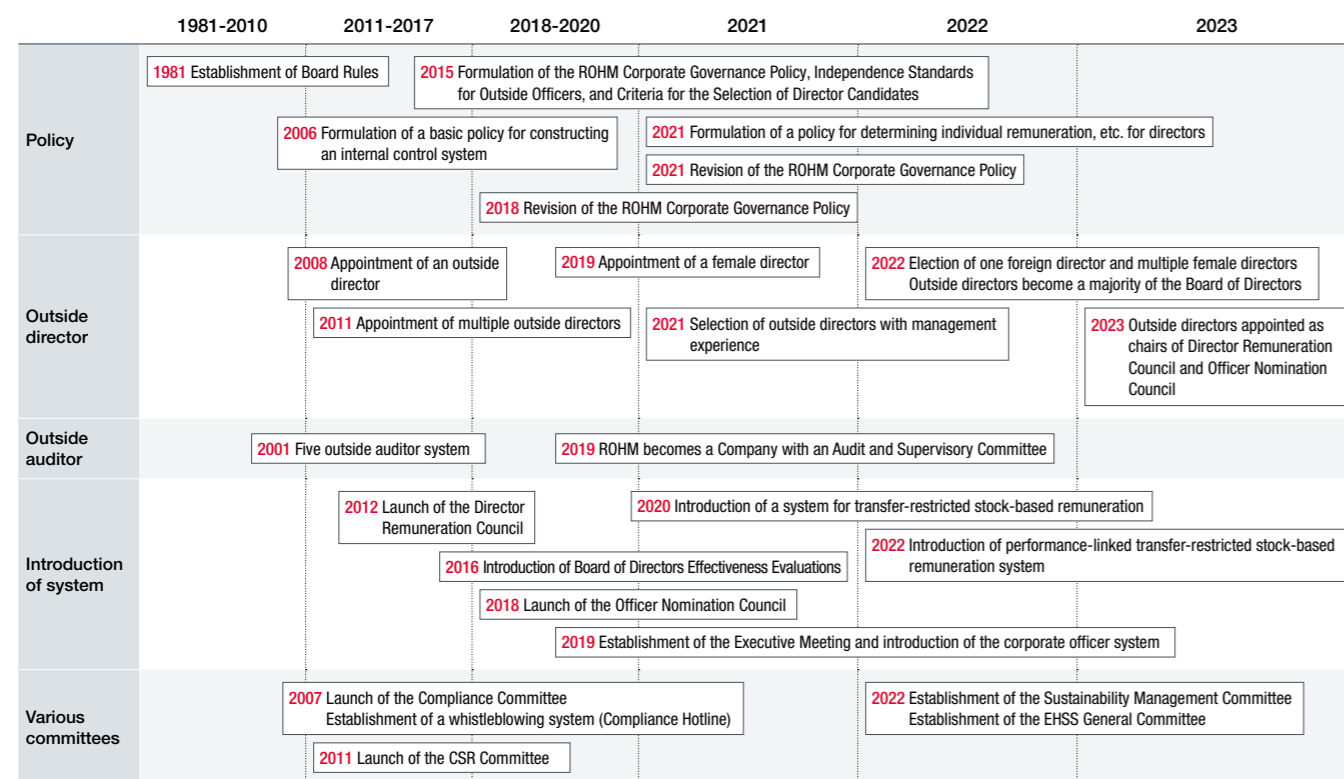 1981-2010 2011-2017 2018-2020 2021 2022 2023
Policy
1981 Establishment of Board Rules
2015 Formulation of the ROHM Corporate Governance Policy, Independence Standards
for Outside Officers, and Criteria for the Selection of Director Candidates
2006 Formulation of a basic policy for constructing
an internal control system
2021 Formulation of a policy for determining individual remuneration, etc. for directors
2021 Revision of the ROHM Corporate Governance Policy
2018 Revision of the ROHM Corporate Governance Policy
Outside
director
2008 Appointment of an outside
director
2019 Appointment of a female director
2022 Election of one foreign director and multiple female directors
Outside directors become a majority of the Board of Directors
2011 Appointment of multiple outside directors
2021 Selection of outside directors with management
experience
2023 Outside directors appointed as
chairs of Director Remuneration
Council and Officer Nomination
Council
Outside
auditor
2001 Five outside auditor system
2019 ROHM becomes a Company with an Audit and Supervisory Committee
Introduction
of system
2012 Launch of the Director
Remuneration Council
2020 Introduction of a system for transfer-restricted stock-based remuneration
2016 Introduction of Board of Directors Effectiveness Evaluations
2022 Introduction of performance-linked transfer-restricted stock-based
remuneration system
2018 Launch of the Officer Nomination Council
2019 Establishment of the Executive Meeting and introduction of the corporate officer system
Various
committees
2007 Launch of the Compliance Committee
Establishment of a whistleblowing system (Compliance Hotline)
2022 Establishment of the Sustainability Management Committee
Establishment of the EHSS General Committee
2011 Launch of the CSR Committee